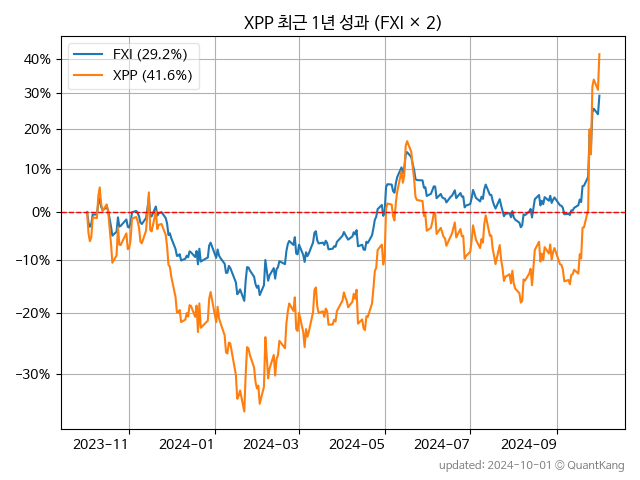 XPP 최근 1년 성과 (FXI × 2)
FXI (29.2%)
XPP (41.6%)
40%
30%
20%
10%
0%
−10%
−20%
−30%
2023-11 2024-01 2024-03 2024-05 2024-07 2024-09
updated: 2024-10-01 © QuantKang